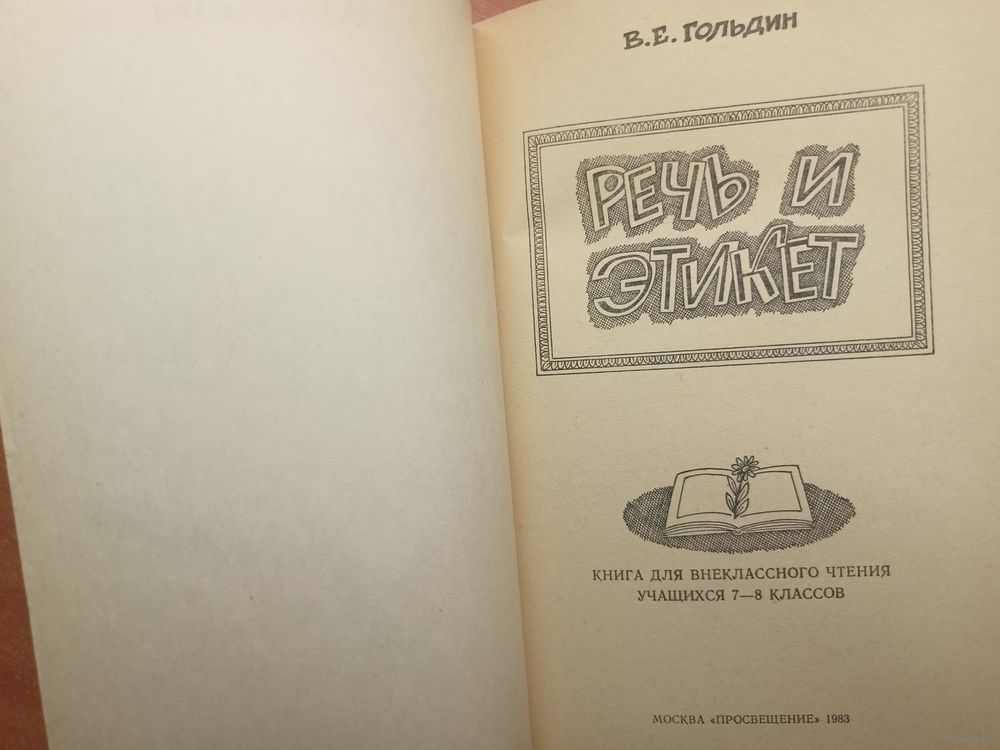 В.Е. ГОЛЬДИН
РЕЧЬ И
ЭТИКЕТ
КНИГА ДЛЯ ВНЕКЛАССНОГО ЧТЕНИЯ
УЧАЩИХСЯ 7—8 КЛАССОВ
МОСКВА «ПРОСВЕЩЕНИЕ» 1983